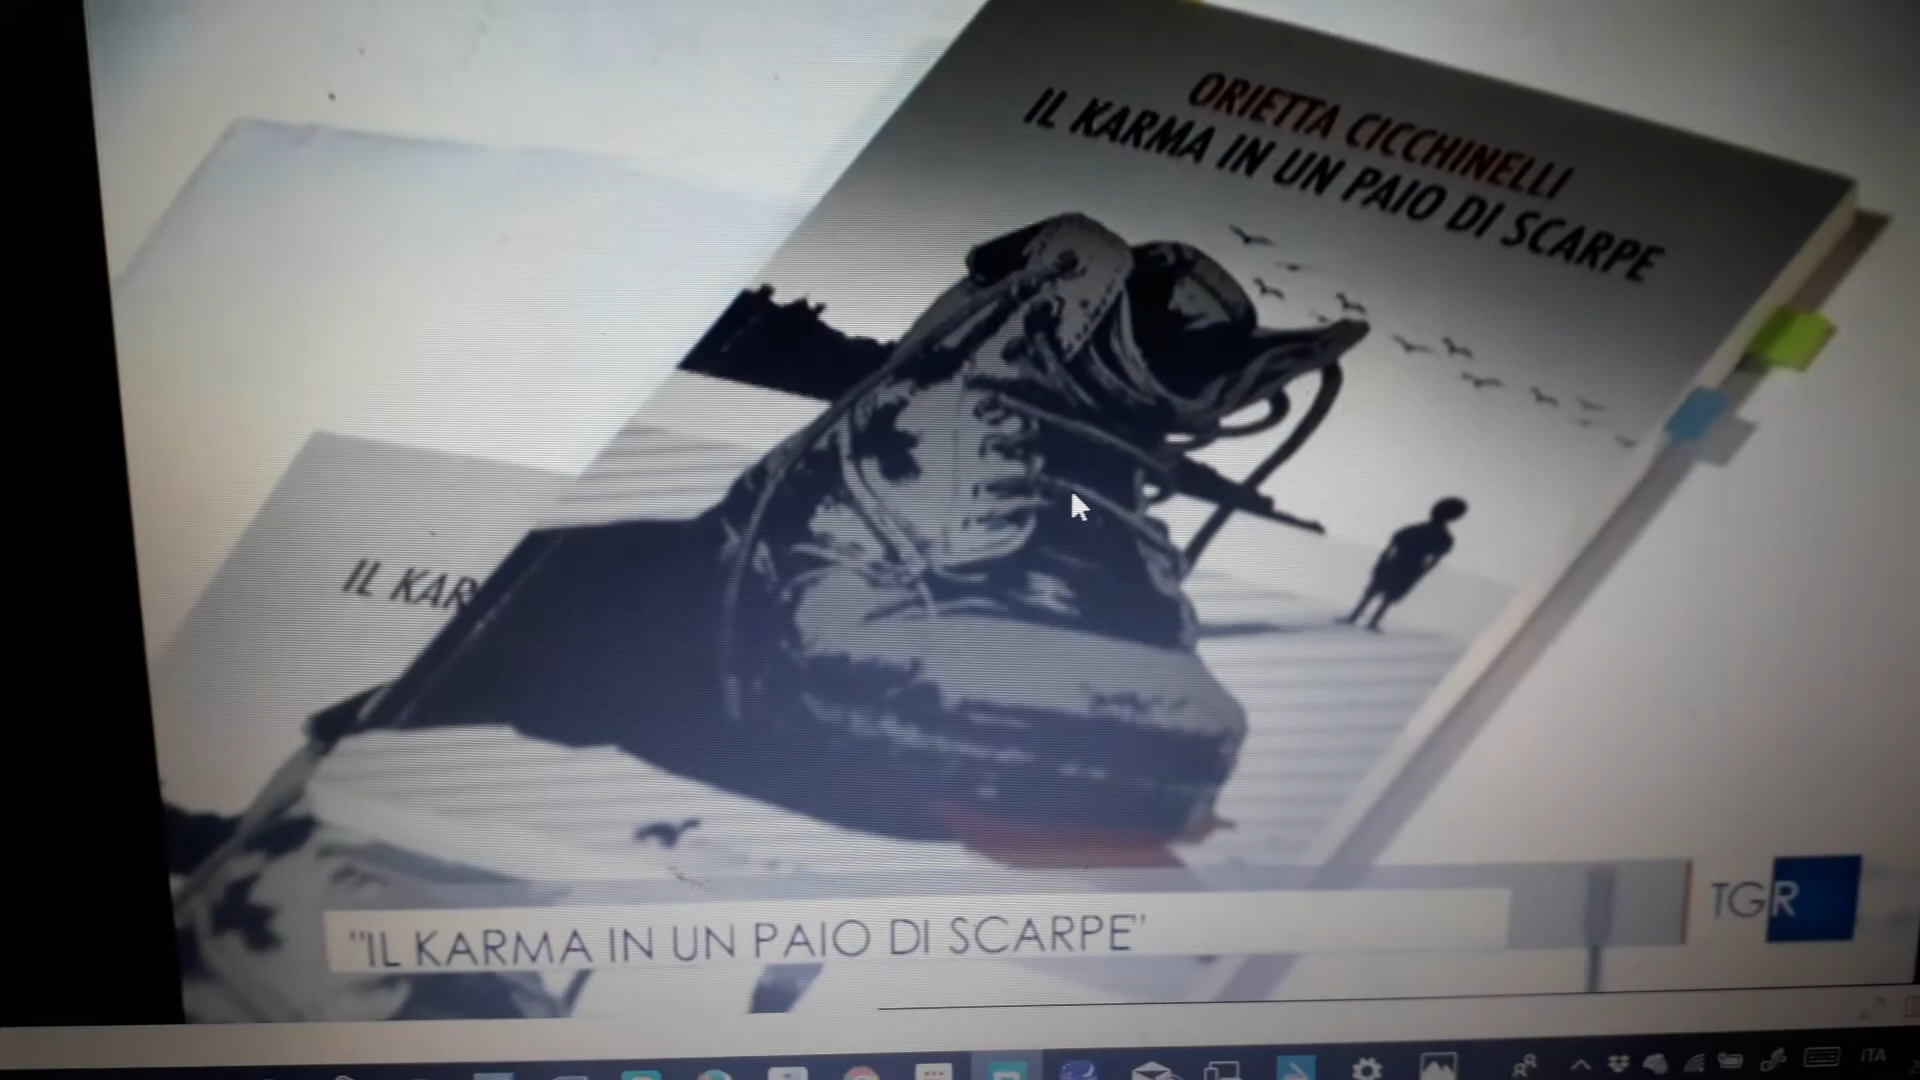 ORIETTA CICCHINELLI
IL KARMA IN UN PAIO DI SCARPE
IL KAR
"IL KARMA IN UN PAIO DI SCARPE"
TGR
ITA